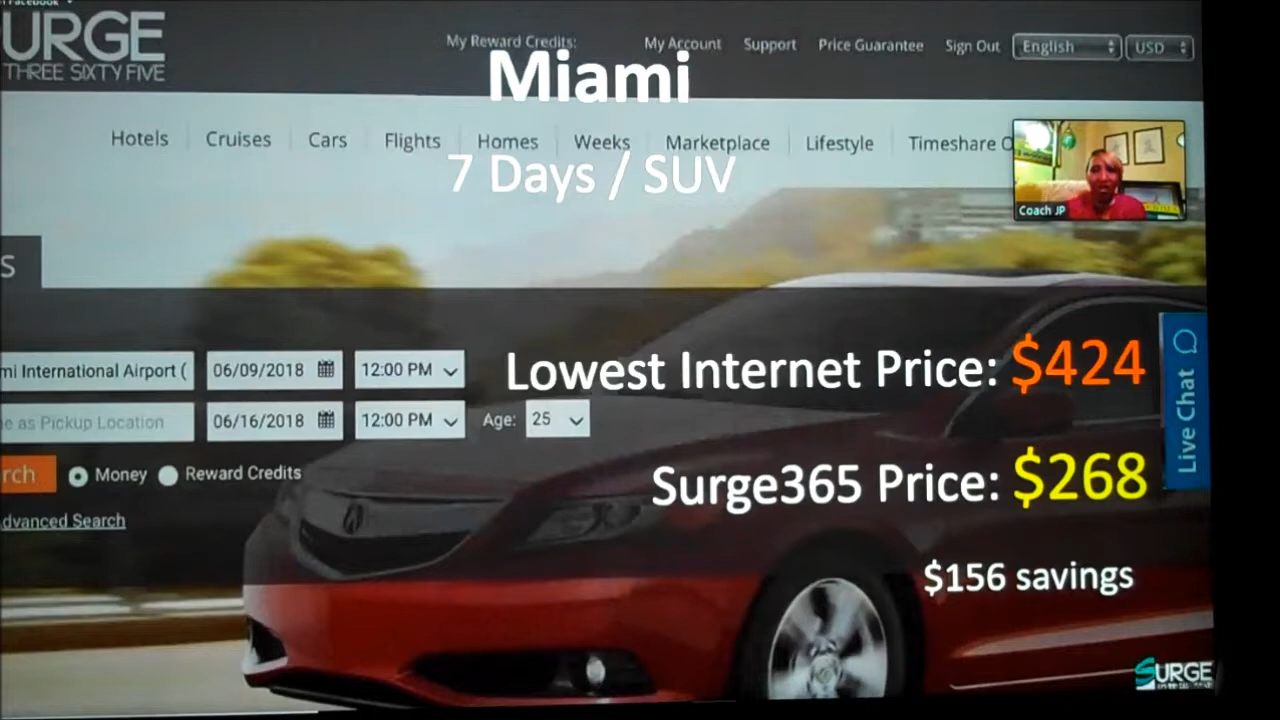 URGE
THREE SIXTY FIVE
My Reward Credits:
My Account
Support
Price Guarantee
Sign Out
English
USD
Miami
Hotels
Cruises
Cars
Flights
Homes
Weeks
Marketplace
Lifestyle
Timeshare O
7 Days / SUV
Coach JP
S
mi International Airport (
06/09/2018
12:00 PM
Lowest Internet Price: $424
e as Pickup Location
06/16/2018
12:00 PM
Age:
25
Live Chat
rch
Money
Reward Credits
Surge365 Price: $268
dvanced Search
$156 savings
SURGE